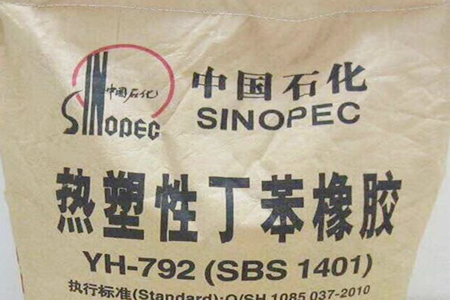 中国石化
SINOPEC
中国石化
SINOPEC
热塑性丁苯橡胶
YH-792 (SBS 1401)
执行标准(Standard):Q/SH 1085 037-2010